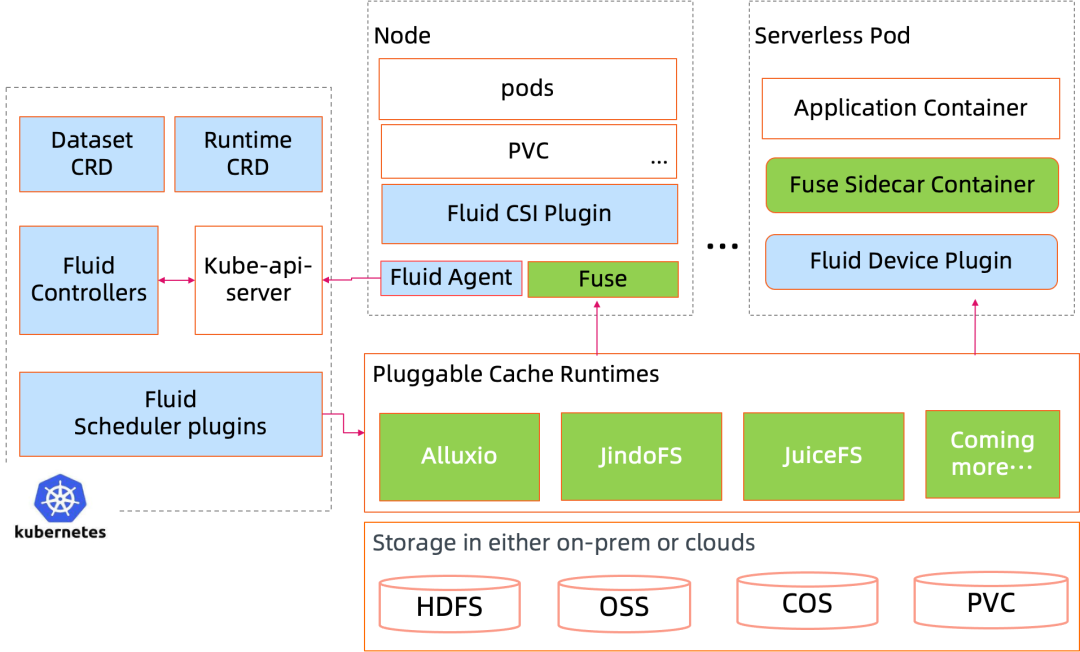 Node
pods
PVC
...
Fluid CSI Plugin
Fluid Agent
Fuse
...
Serverless Pod
Application Container
Fuse Sidecar Container
Fluid Device Plugin
Dataset
CRD
Runtime
CRD
Fluid
Controllers
Kube-api-
server
Fluid
Scheduler plugins
kubernetes
Pluggable Cache Runtimes
Alluxio
JindoFS
JuiceFS
Coming
more···
Storage in either on-prem or clouds
HDFS
OSS
COS
PVC